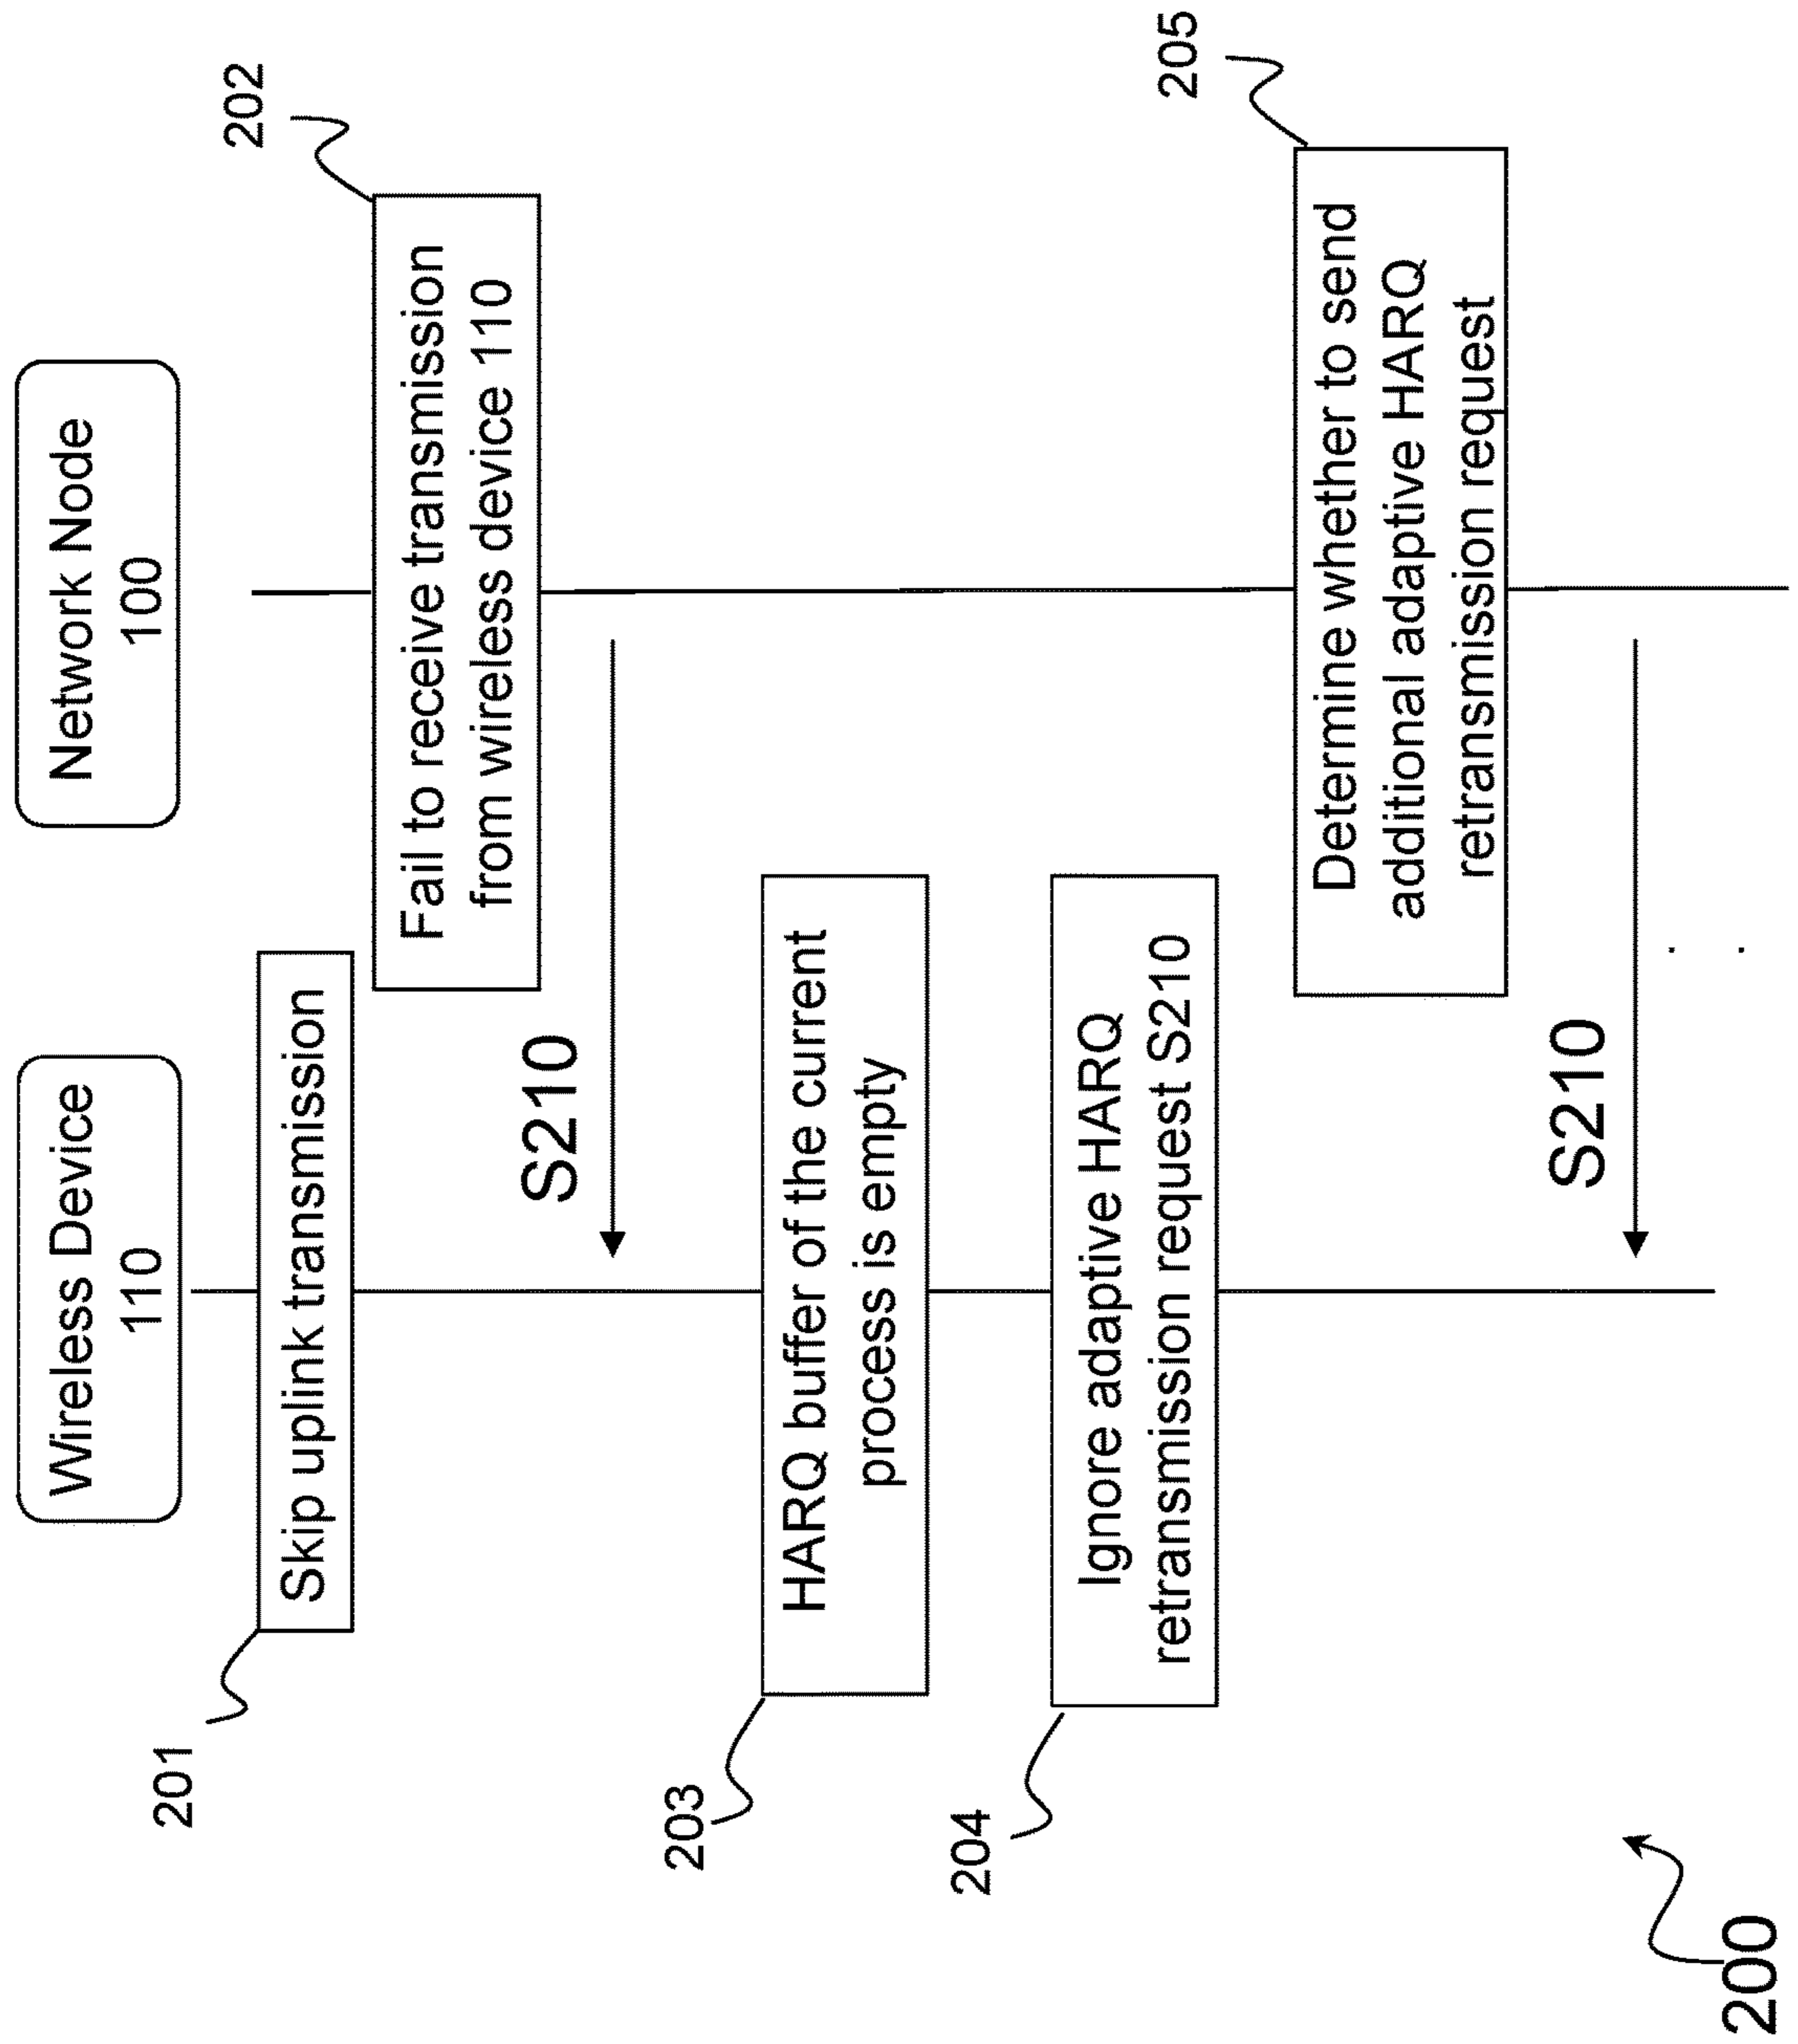 Wireless Device
110
Network Node
100
201
Skip uplink transmission
202
Fail to receive transmission
from wireless device 110
S210
203
HARQ buffer of the current
process is empty
204
Ignore adaptive HARQ
retransmission request S210
205
Determine whether to send
additional adaptive HARQ
retransmission request
S210
200